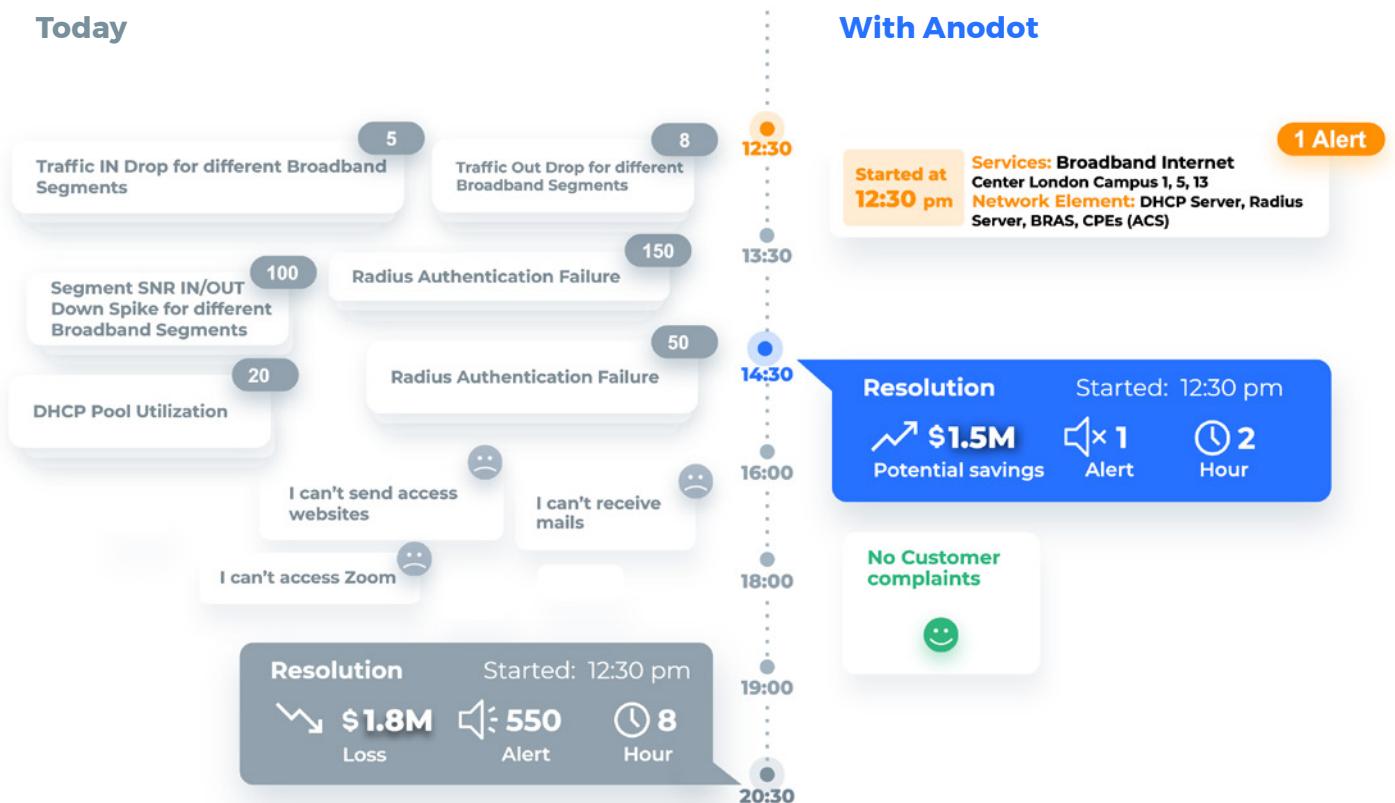 Today
5
Traffic IN Drop for different Broadband
Segments
8
Traffic Out Drop for different
Broadband Segments
150
Radius Authentication Failure
100
Segment SNR IN/OUT
Down Spike for different
Broadband Segments
50
Radius Authentication Failure
20
DHCP Pool Utilization
I can't send access
websites
I can't receive
mails
I can't access Zoom
Resolution
Started: 12:30 pm
$1.8M
Loss
550
Alert
8
Hour
12:30
13:30
14:30
16:00
18:00
19:00
20:30
With Anodot
1 Alert
Started at
12:30 pm
Services: Broadband Internet
Center London Campus 1, 5, 13
Network Element: DHCP Server, Radius
Server, BRAS, CPEs (ACS)
Resolution
Started: 12:30 pm
$1.5M
Potential savings
1
Alert
2
Hour
No Customer
complaints